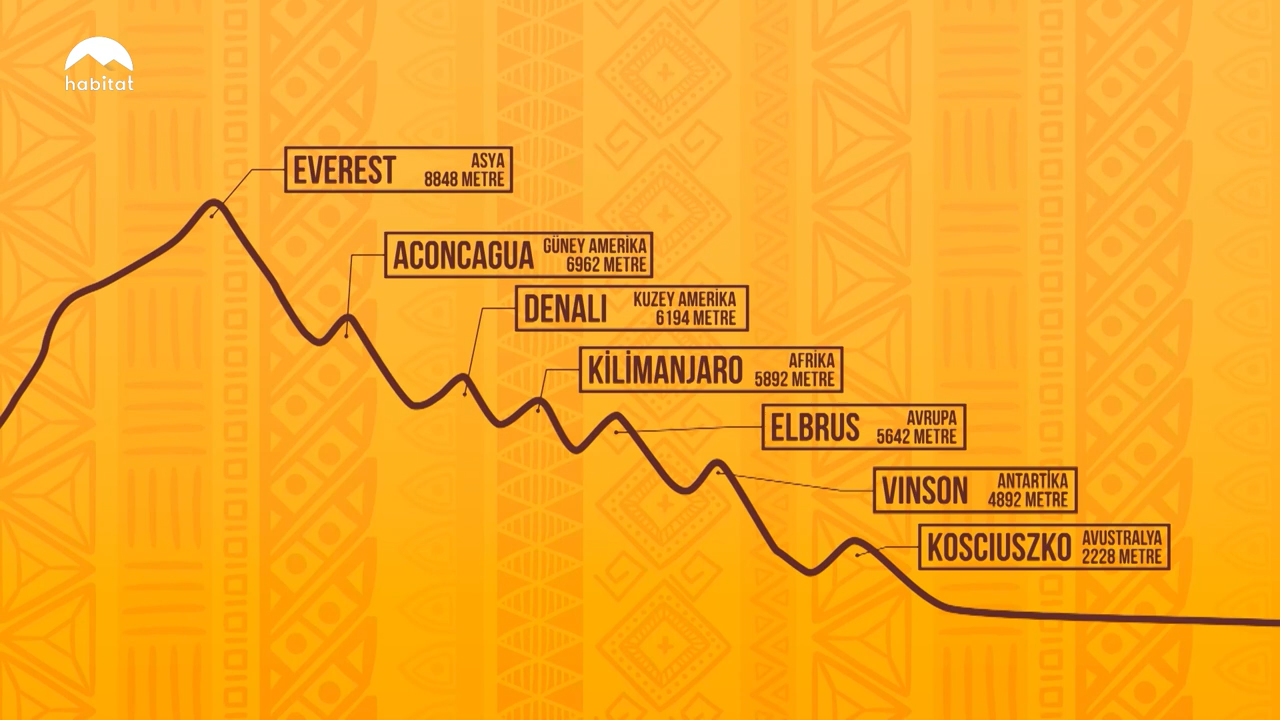 habitat
EVEREST
ASYA
8848 METRE
ACONCAGUA
GÜNEY AMERİKA
6962 METRE
DENALI
KUZEY AMERİKA
6194 METRE
KİLİMANJARO
AFRİKA
5892 METRE
ELBRUS
AVRUPA
5642 METRE
VINSON
ANTARTİKA
4892 METRE
KOSCIUSZKO
AVUSTRALYA
2228 METRE